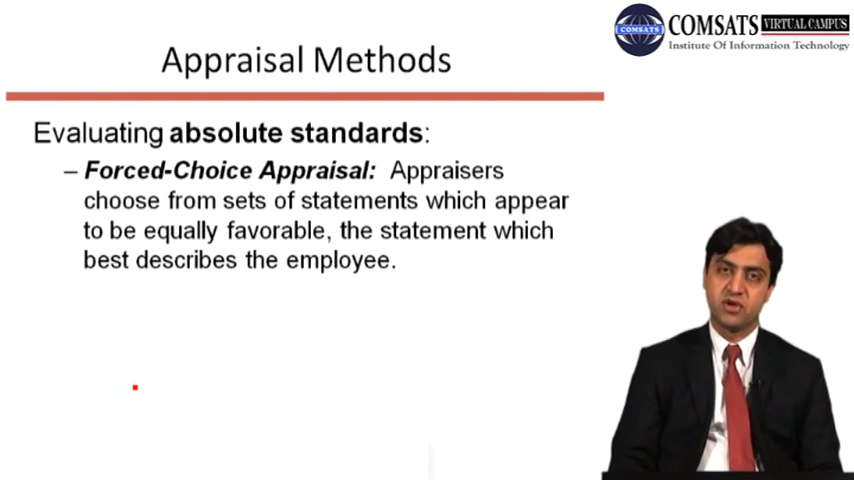 COMSATS
COMSATS VIRTUAL CAMPUS
Institute Of Information Technology
Appraisal Methods
Evaluating absolute standards:
– Forced-Choice Appraisal: Appraisers
choose from sets of statements which appear
to be equally favorable, the statement which
best describes the employee.